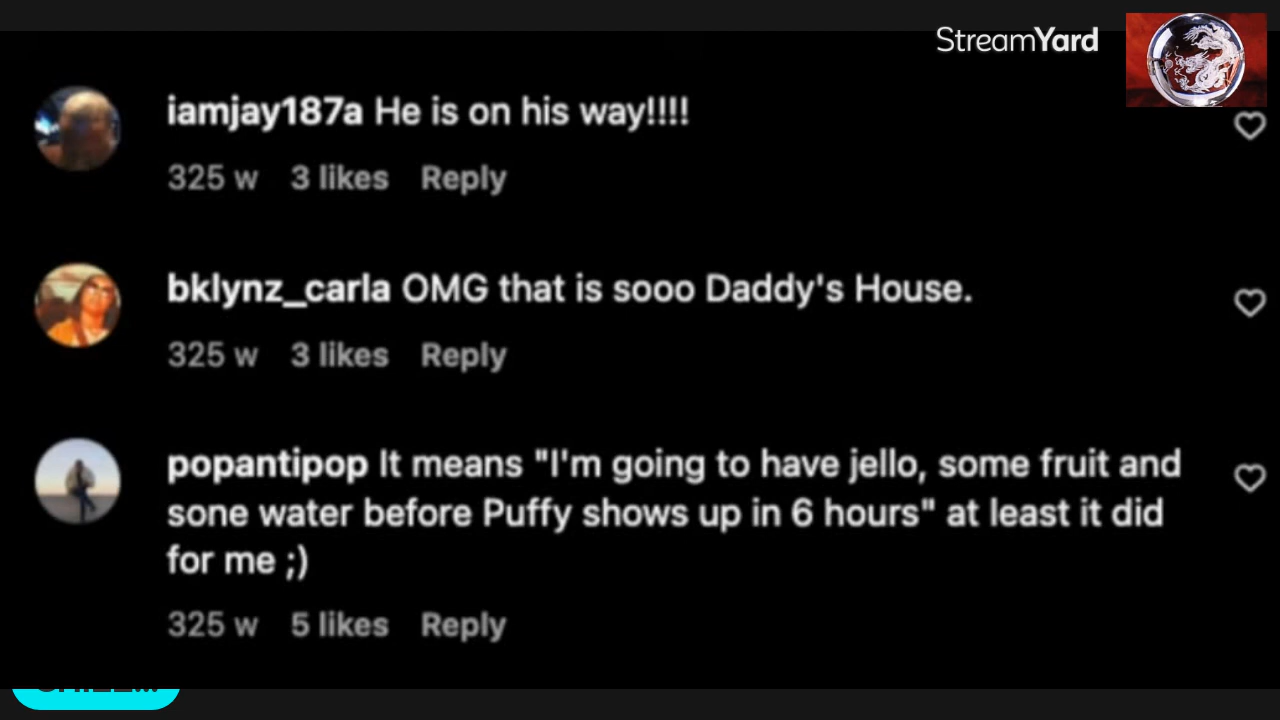 StreamYard
iamjay187a He is on his way!!!!
325 w 3 likes Reply
bklynz_carla OMG that is sooo Daddy's House.
325 w 3 likes Reply
popantipop It means "I'm going to have jello, some fruit and
sone water before Puffy shows up in 6 hours" at least it did
for me ;)
325 w 5 likes Reply